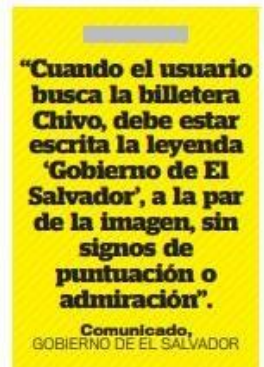 “Cuando el usuario
busca la billetera
Chivo, debe estar
escrita la leyenda
‘Gobierno de El
Salvador’, a la par
de la imagen, sin
signos de
puntuación o
admiración”.
Comunicado,
GOBIERNO DE EL SALVADOR